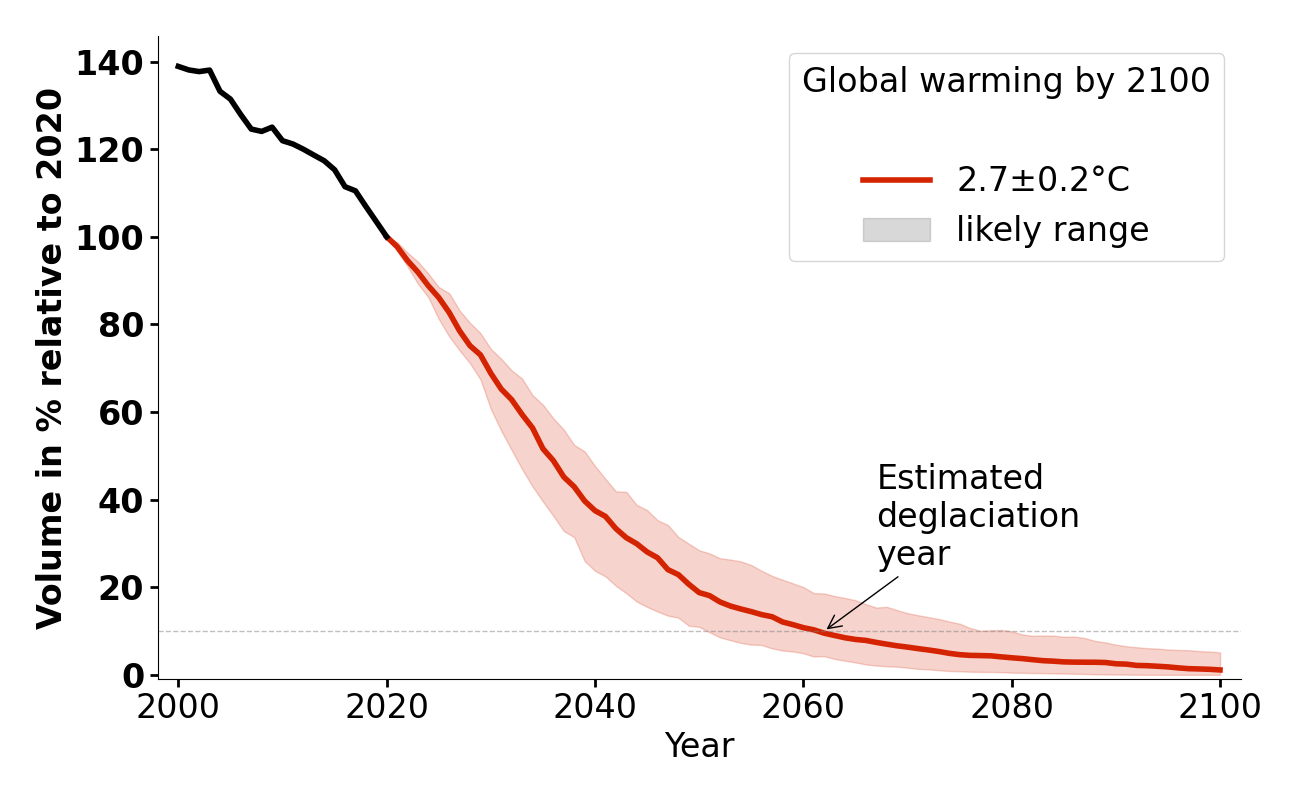 Volume in % relative to 2020
140
120
100
80
60
40
20
0
Global warming by 2100
2.7±0.2°C
likely range
Estimated
deglaciation
year
2000
2020
2040
2060
2080
2100
Year